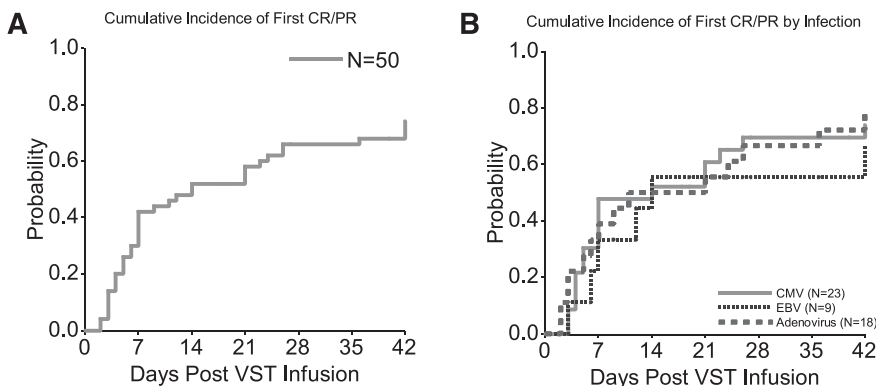 A
Cumulative Incidence of First CR/PR
1.0
0.8
0.6
0.4
0.2
0.0
Probability
N=50
0 7 14 21 28 35 42
Days Post VST Infusion
B
Cumulative Incidence of First CR/PR by Infection
1.0
0.8
0.6
0.4
0.2
0.0
Probability
CMV (N=23)
EBV (N=9)
Adenovirus (N=18)
0 7 14 21 28 35 42
Days Post VST Infusion